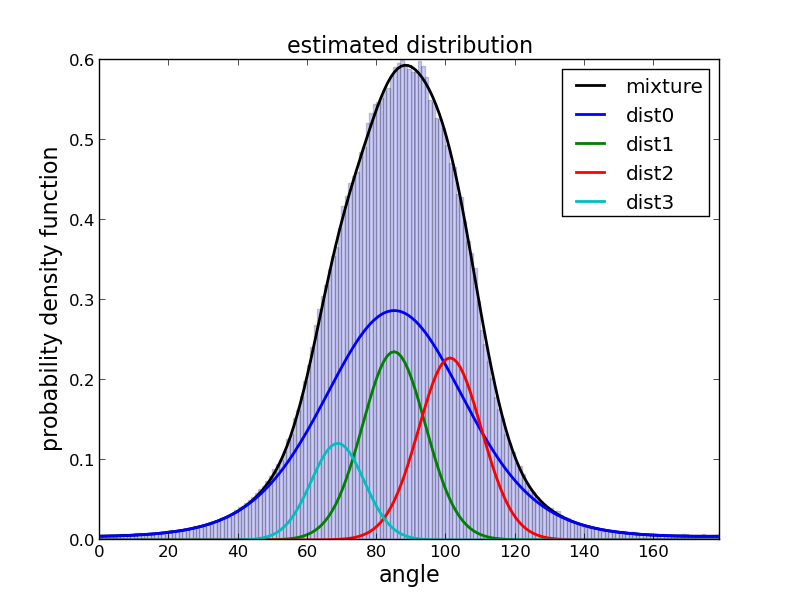 estimated distribution
probability density function
0.6
0.5
0.4
0.3
0.2
0.1
0.0
mixture
dist0
dist1
dist2
dist3
0 20 40 60 80 100 120 140 160
angle